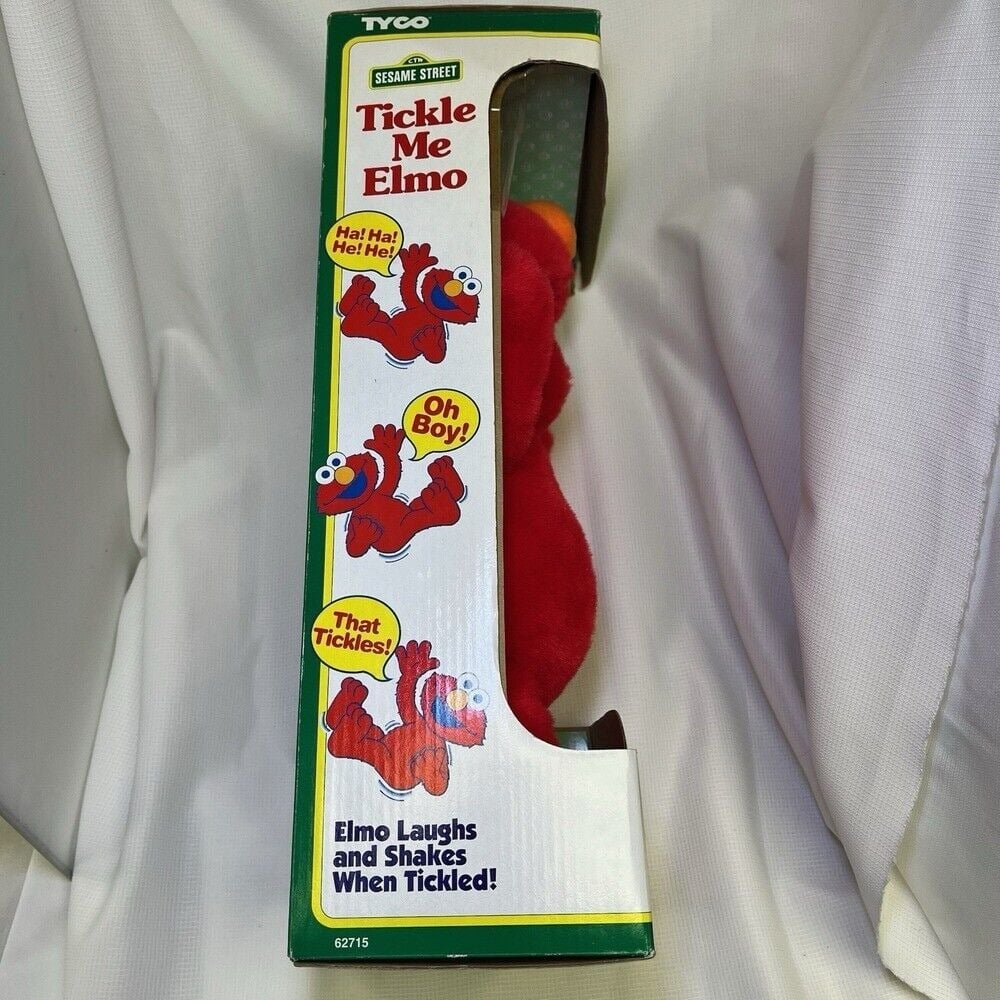 TYCO
CTW
SESAME STREET
Tickle
Me
Elmo
Ha! Ha!
He! He!
Oh
Boy!
That
Tickles!
Elmo Laughs
and Shakes
When Tickled!
62715